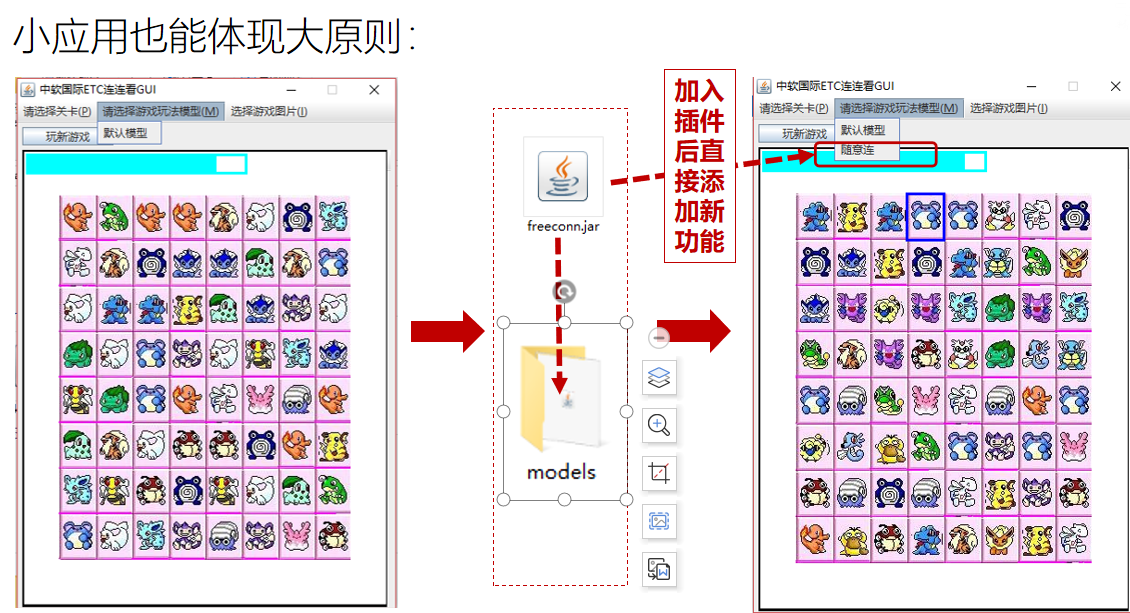 小应用也能体现大原则：
中软国际ETC连连看GUI
请选择关卡(P) 请选择游戏玩法模型(M) 选择游戏图片(I)
玩新游戏 默认模型
freeconn.jar
models
加入
插件
后直
接添
加新
功能
中软国际ETC连连看GUI
请选择关卡(P) 请选择游戏玩法模型(M) 选择游戏图片(I)
玩新游戏 默认模型
随意连